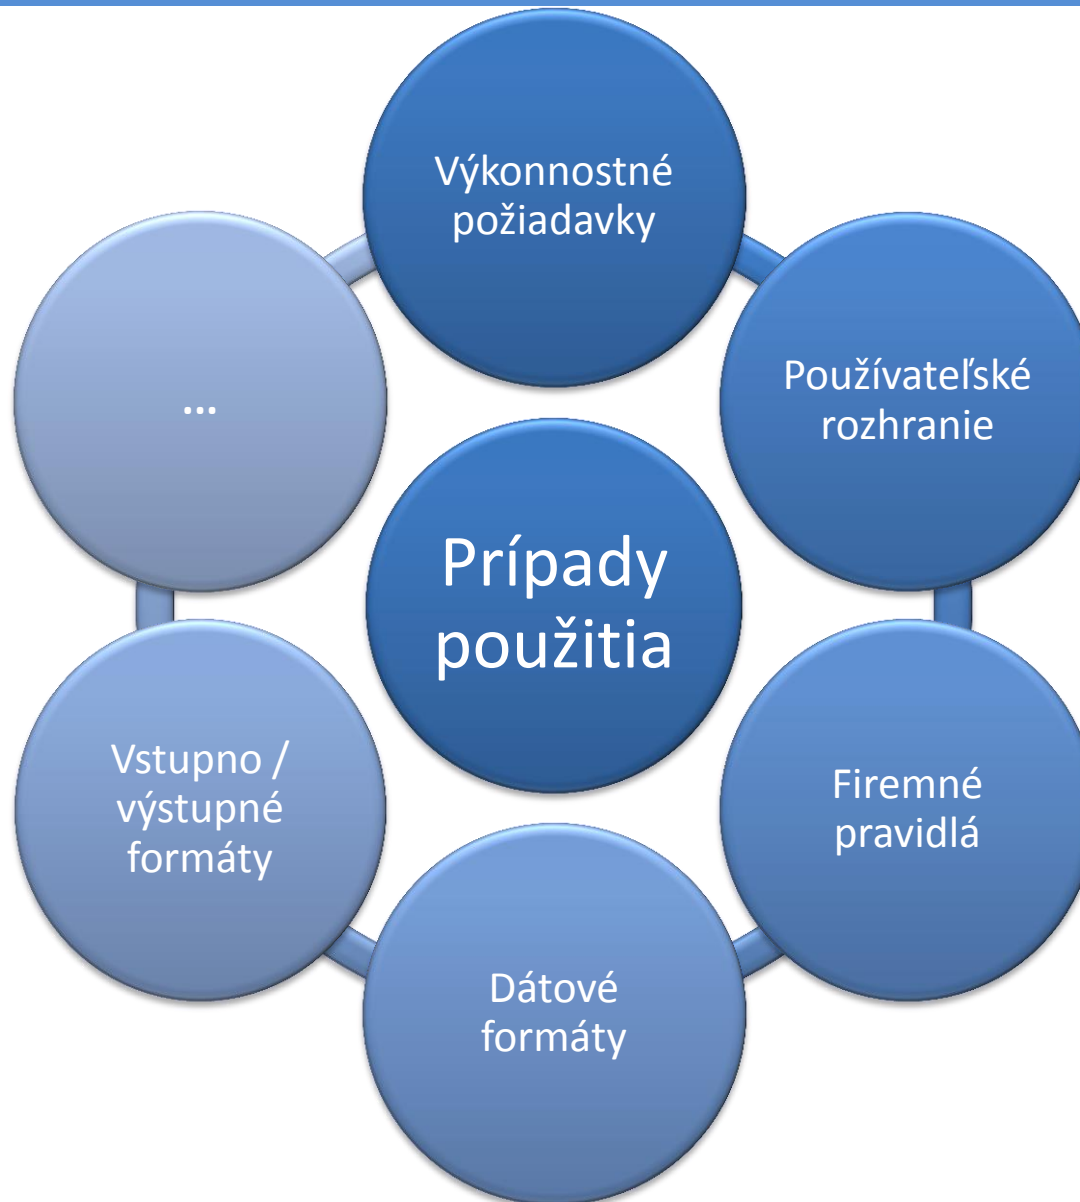 Výkonnostné
požiadavky
Používateľské
rozhranie
...
Prípady
použitia
Vstupno /
výstupné
formáty
Firemné
pravidlá
Dátové
formáty